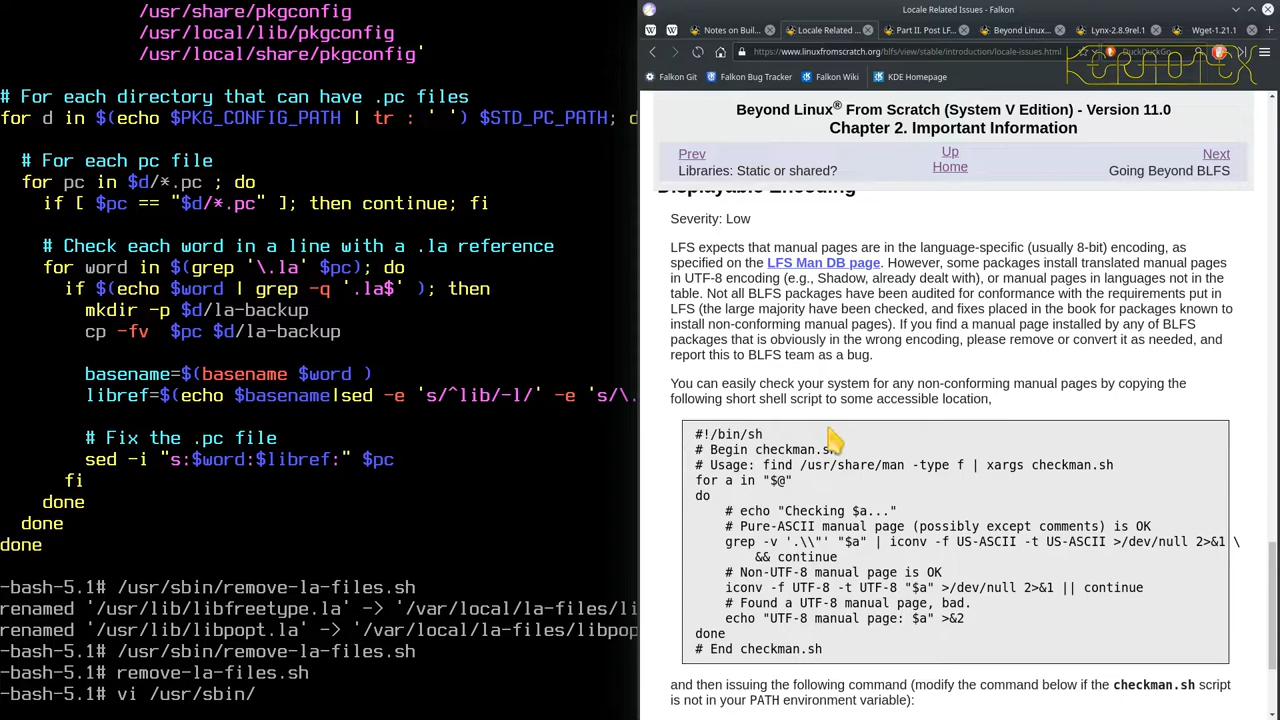 /usr/share/pkgconfig
/usr/local/lib/pkgconfig
/usr/local/share/pkgconfig'
# For each directory that can have .pc files
for d in $(echo $PKG_CONFIG_PATH | tr : ' ') $STD_PC_PATH; d
# For each pc file
for pc in $d/*.pc ; do
if [ $pc == "$d/*.pc" ]; then continue; fi
# Check each word in a line with a .la reference
for word in $(grep '\.la' $pc); do
if $(echo $word | grep -q '.la$' ); then
mkdir -p $d/la-backup
cp -fv  $pc $d/la-backup
basename=$(basename $word )
libref=$(echo $basename|sed -e 's/^lib/-l/' -e 's/\.
# Fix the .pc file
sed -i "s:$word:$libref:" $pc
fi
done
done
done
-bash-5.1# /usr/sbin/remove-la-files.sh
renamed '/usr/lib/libfreetype.la' -> '/var/local/la-files/li
renamed '/usr/lib/libpopt.la' -> '/var/local/la-files/libpop
-bash-5.1# /usr/sbin/remove-la-files.sh
-bash-5.1# remove-la-files.sh
-bash-5.1# vi /usr/sbin/
Locale Related Issues - Falkon
Notes on Buil...
Locale Related ...
Part II. Post LF...
Beyond Linux...
Lynx-2.8.9rel.1
Wget-1.21.1
https://www.linuxfromscratch.org/blfs/view/stable/introduction/locale-issues.html
DuckDuckGo
Falkon Git
Falkon Bug Tracker
Falkon Wiki
KDE Homepage
Beyond Linux® From Scratch (System V Edition) - Version 11.0
Chapter 2. Important Information
Prev
Up
Next
Libraries: Static or shared?
Home
Going Beyond BLFS
Displayable Encoding
Severity: Low
LFS expects that manual pages are in the language-specific (usually 8-bit) encoding, as
specified on the LFS Man DB page. However, some packages install translated manual pages
in UTF-8 encoding (e.g., Shadow, already dealt with), or manual pages in languages not in the
table. Not all BLFS packages have been audited for conformance with the requirements put in
LFS (the large majority have been checked, and fixes placed in the book for packages known to
install non-conforming manual pages). If you find a manual page installed by any of BLFS
packages that is obviously in the wrong encoding, please remove or convert it as needed, and
report this to BLFS team as a bug.
You can easily check your system for any non-conforming manual pages by copying the
following short shell script to some accessible location,
#!/bin/sh
# Begin checkman.sh
# Usage: find /usr/share/man -type f | xargs checkman.sh
for a in "$@"
do
# echo "Checking $a..."
# Pure-ASCII manual page (possibly except comments) is OK
grep -v '.\\"' "$a" | iconv -f US-ASCII -t US-ASCII >/dev/null 2>&1 \
&& continue
# Non-UTF-8 manual page is OK
iconv -f UTF-8 -t UTF-8 "$a" >/dev/null 2>&1 || continue
# Found a UTF-8 manual page, bad.
echo "UTF-8 manual page: $a" >&2
done
# End checkman.sh
and then issuing the following command (modify the command below if the checkman.sh script
is not in your PATH environment variable):